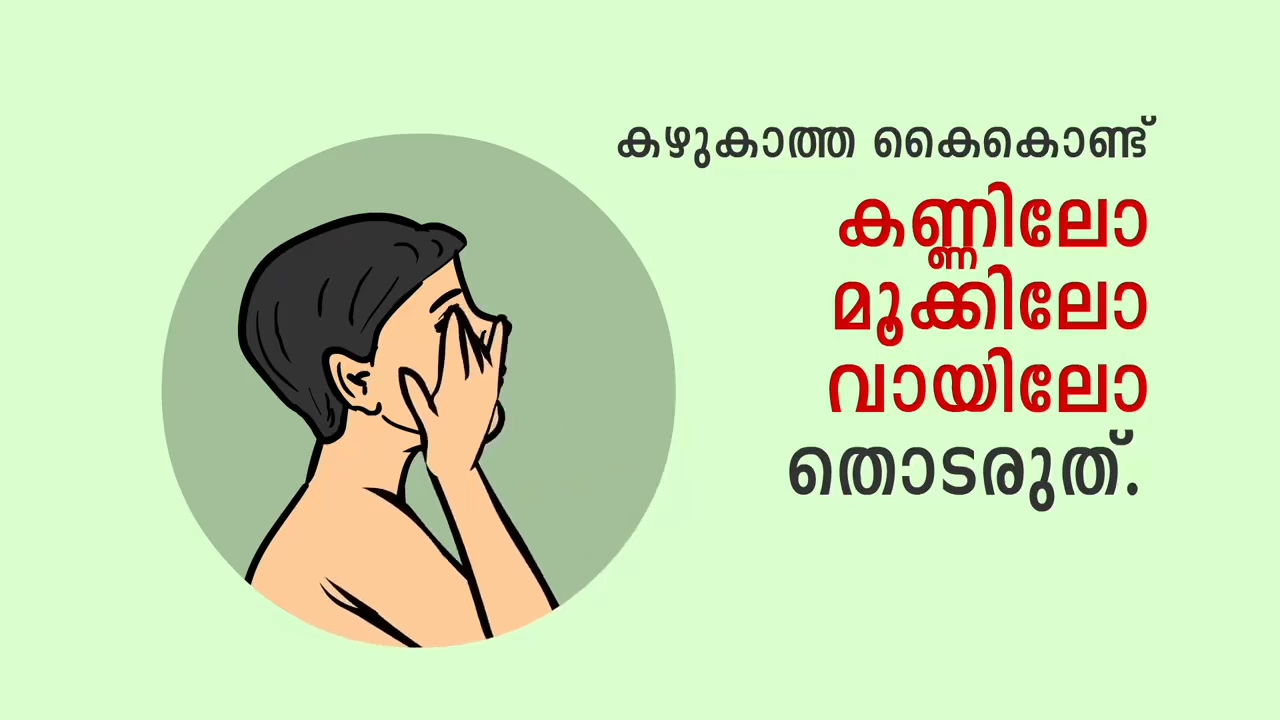 കഴുകാത്ത കൈകൊണ്ട്
കണ്ണിലോ
മൂക്കിലോ
വായിലോ
തൊടരുത്.